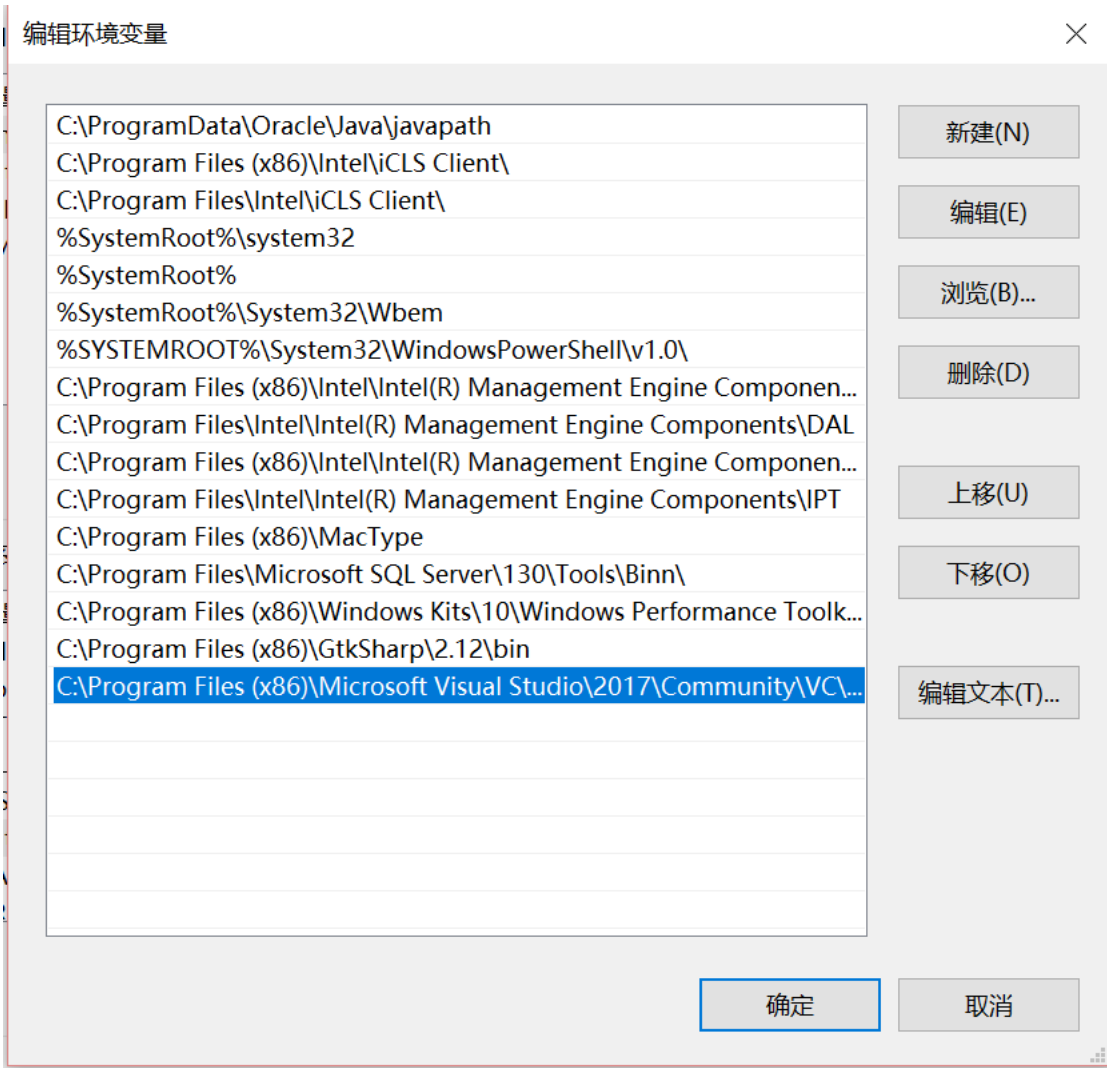 编辑环境变量
C:\ProgramData\Oracle\Java\javapath
C:\Program Files (x86)\Intel\iCLS Client\
C:\Program Files\Intel\iCLS Client\
%SystemRoot%\system32
%SystemRoot%
%SystemRoot%\System32\Wbem
%SYSTEMROOT%\System32\WindowsPowerShell\v1.0\
C:\Program Files (x86)\Intel\Intel(R) Management Engine Componen...
C:\Program Files\Intel\Intel(R) Management Engine Components\DAL
C:\Program Files (x86)\Intel\Intel(R) Management Engine Componen...
C:\Program Files\Intel\Intel(R) Management Engine Components\IPT
C:\Program Files (x86)\MacType
C:\Program Files\Microsoft SQL Server\130\Tools\Binn\
C:\Program Files (x86)\Windows Kits\10\Windows Performance Toolk...
C:\Program Files (x86)\GtkSharp\2.12\bin
C:\Program Files (x86)\Microsoft Visual Studio\2017\Community\VC\...
新建(N)
编辑(E)
浏览(B)...
删除(D)
上移(U)
下移(O)
编辑文本(T)...
确定
取消